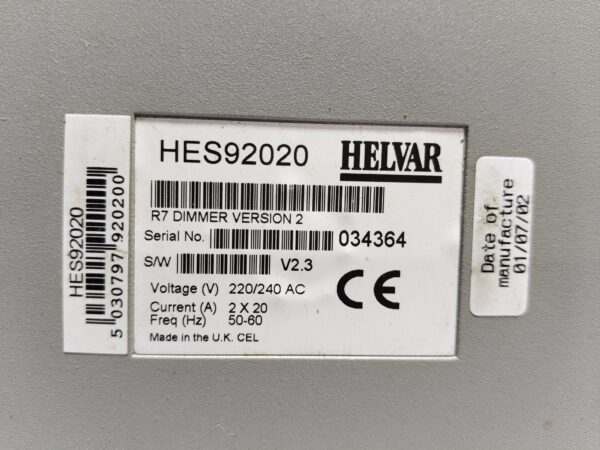 HES92020
5 030797 920200
HES92020 HELVAR
R7 DIMMER VERSION 2
Serial No. 034364
S/W V2.3
Voltage (V) 220/240 AC
Current (A) 2 X 20
Freq (Hz) 50-60
Made in the U.K. CEL
CE
Date of
manufacture
01/07/02